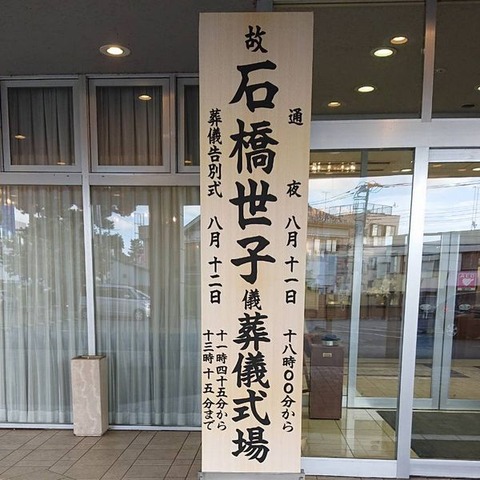 通夜 八月十一日 十八時〇〇分から
故 石橋世子儀葬儀式場
葬儀告別式 八月十二日 十一時四十五分から
十三時十五分まで